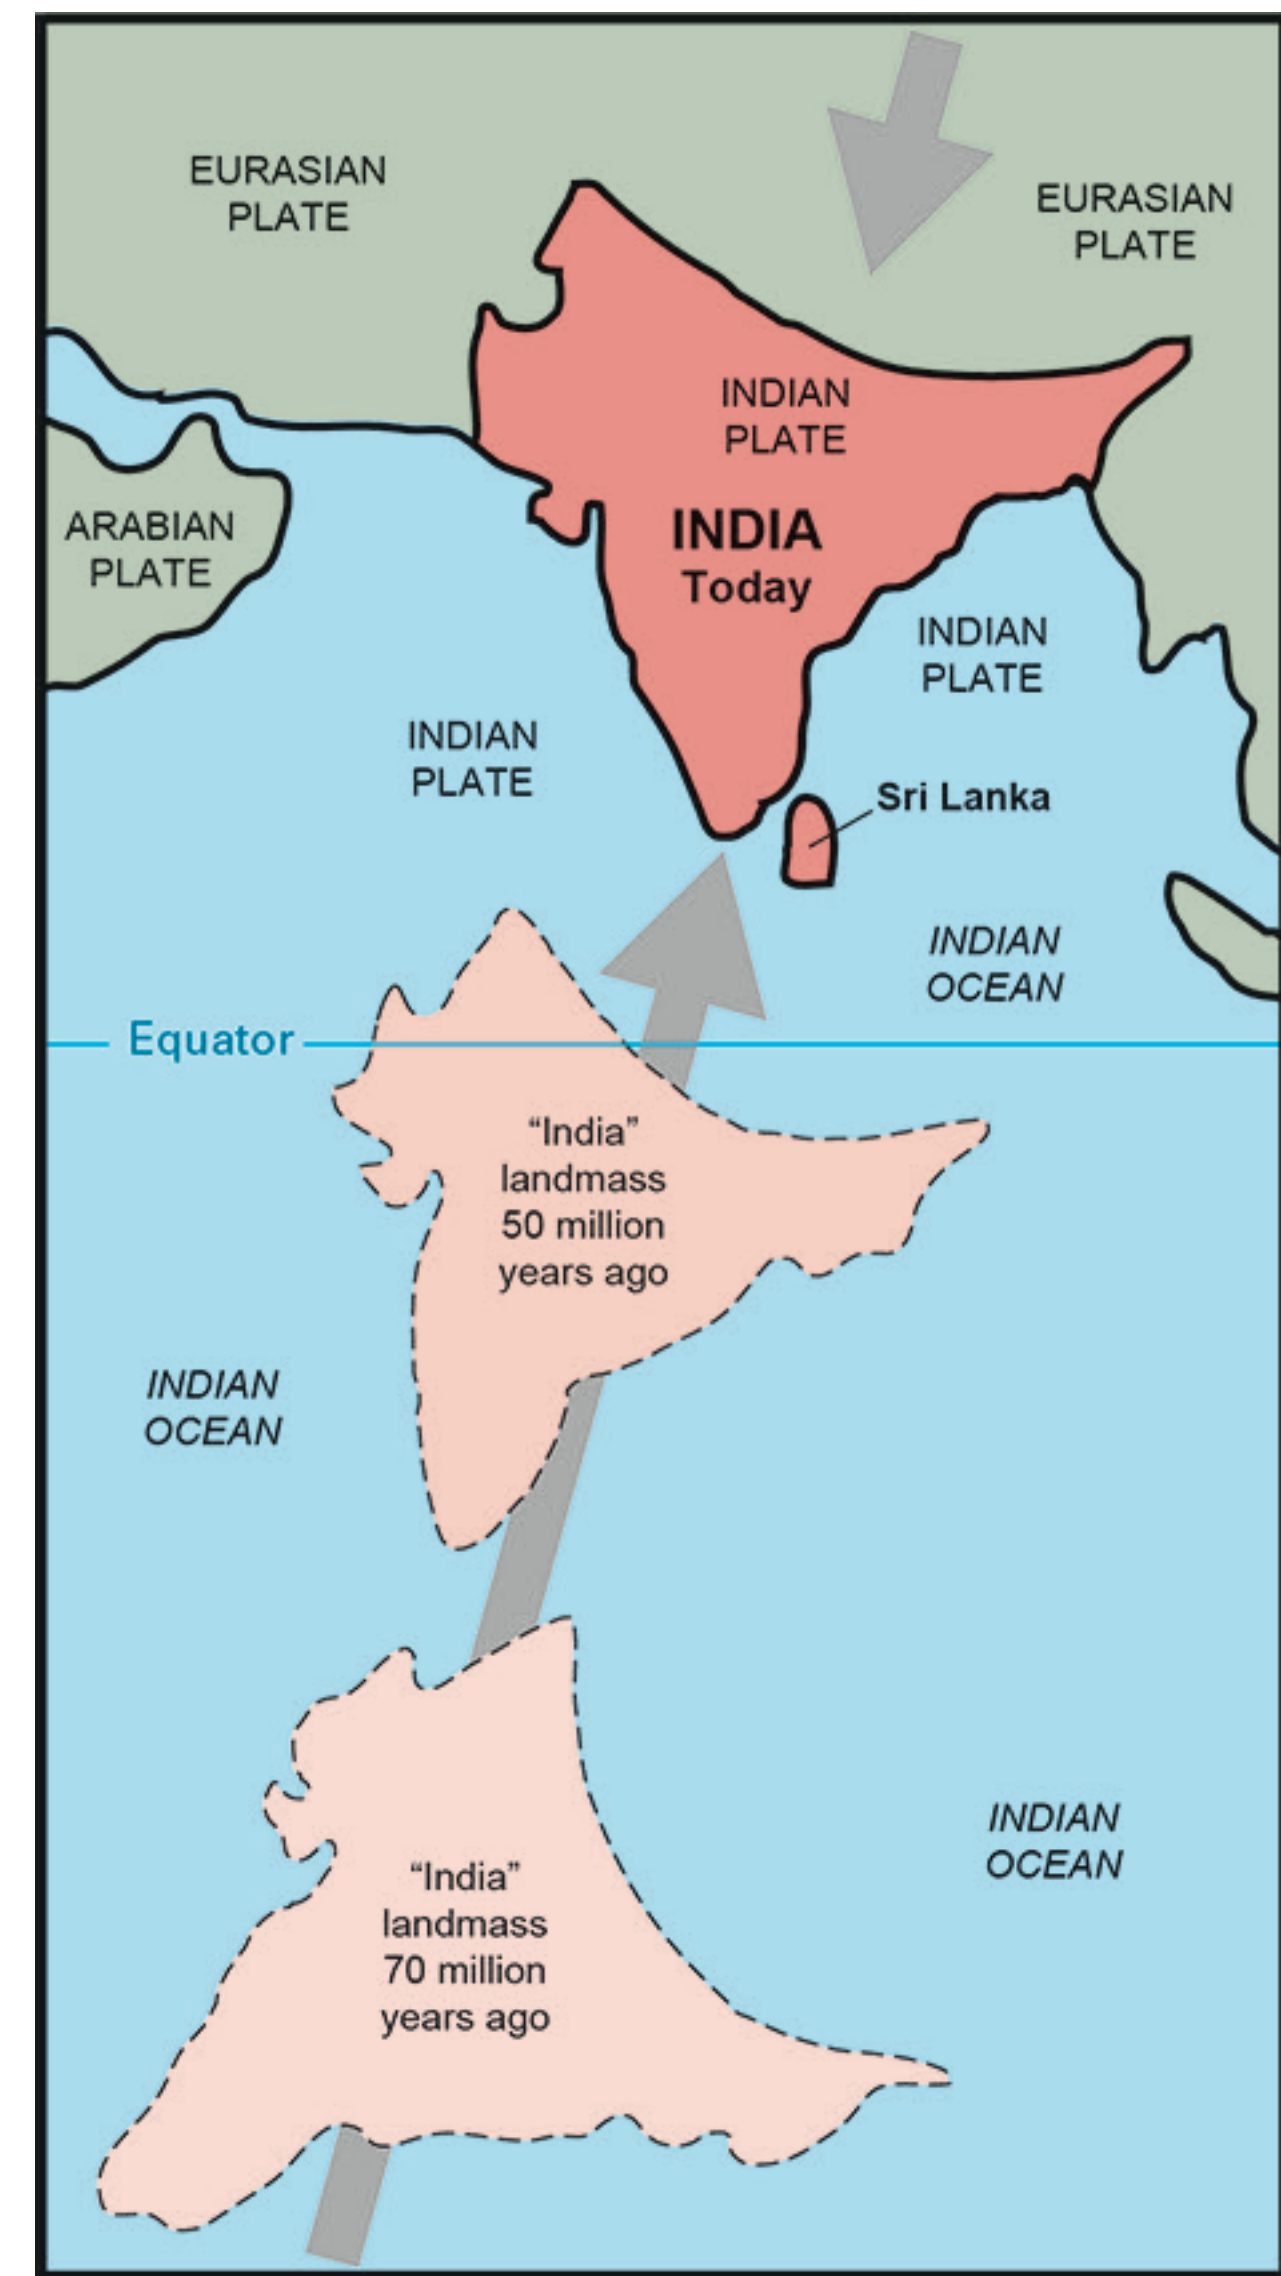 EURASIAN
PLATE
EURASIAN
PLATE
INDIAN
PLATE
INDIA
Today
ARABIAN
PLATE
INDIAN
PLATE
INDIAN
PLATE
Sri Lanka
INDIAN
OCEAN
Equator
“India”
landmass
50 million
years ago
INDIAN
OCEAN
INDIAN
OCEAN
“India”
landmass
70 million
years ago